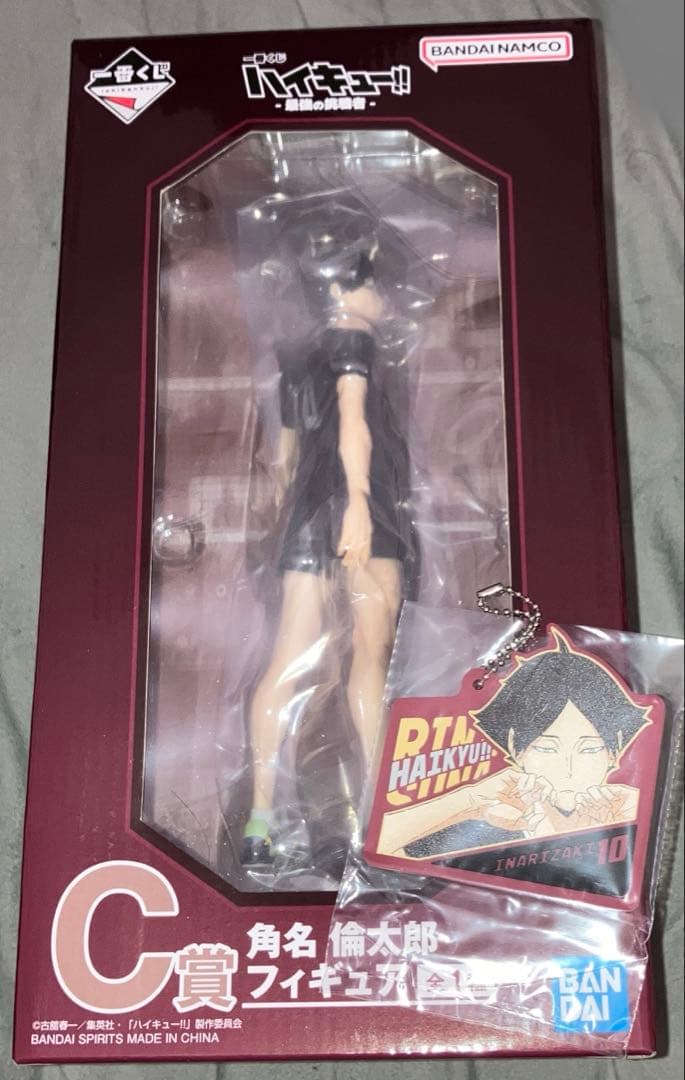 一番くじ
ichibankuji
一番くじ
ハイキュー!!
- 最強の挑戦者 -
BANDAI NAMCO
HAIKYU!!
INARIZAKI 10
C賞
角名 倫太郎
フィギュア
BAN
DAI
©古舘春一/集英社・「ハイキュー!!」製作委員会
BANDAI SPIRITS MADE IN CHINA